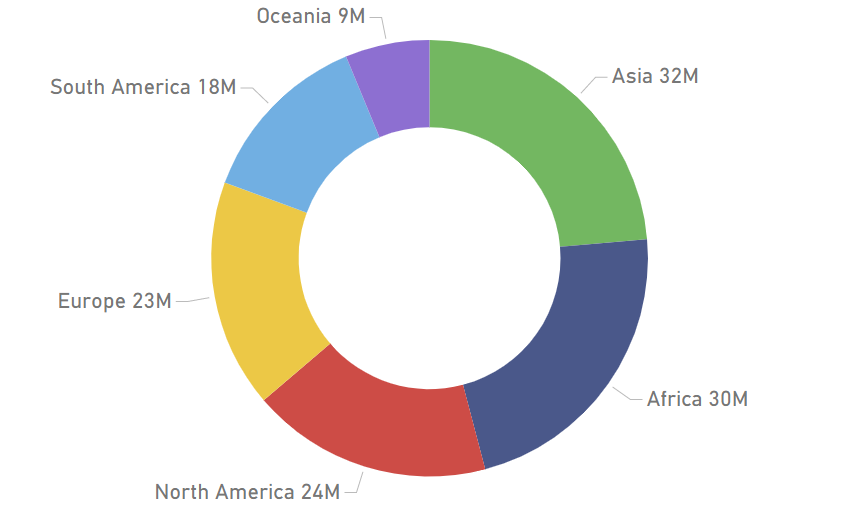 Oceania 9M
Asia 32M
South America 18M
Europe 23M
Africa 30M
North America 24M